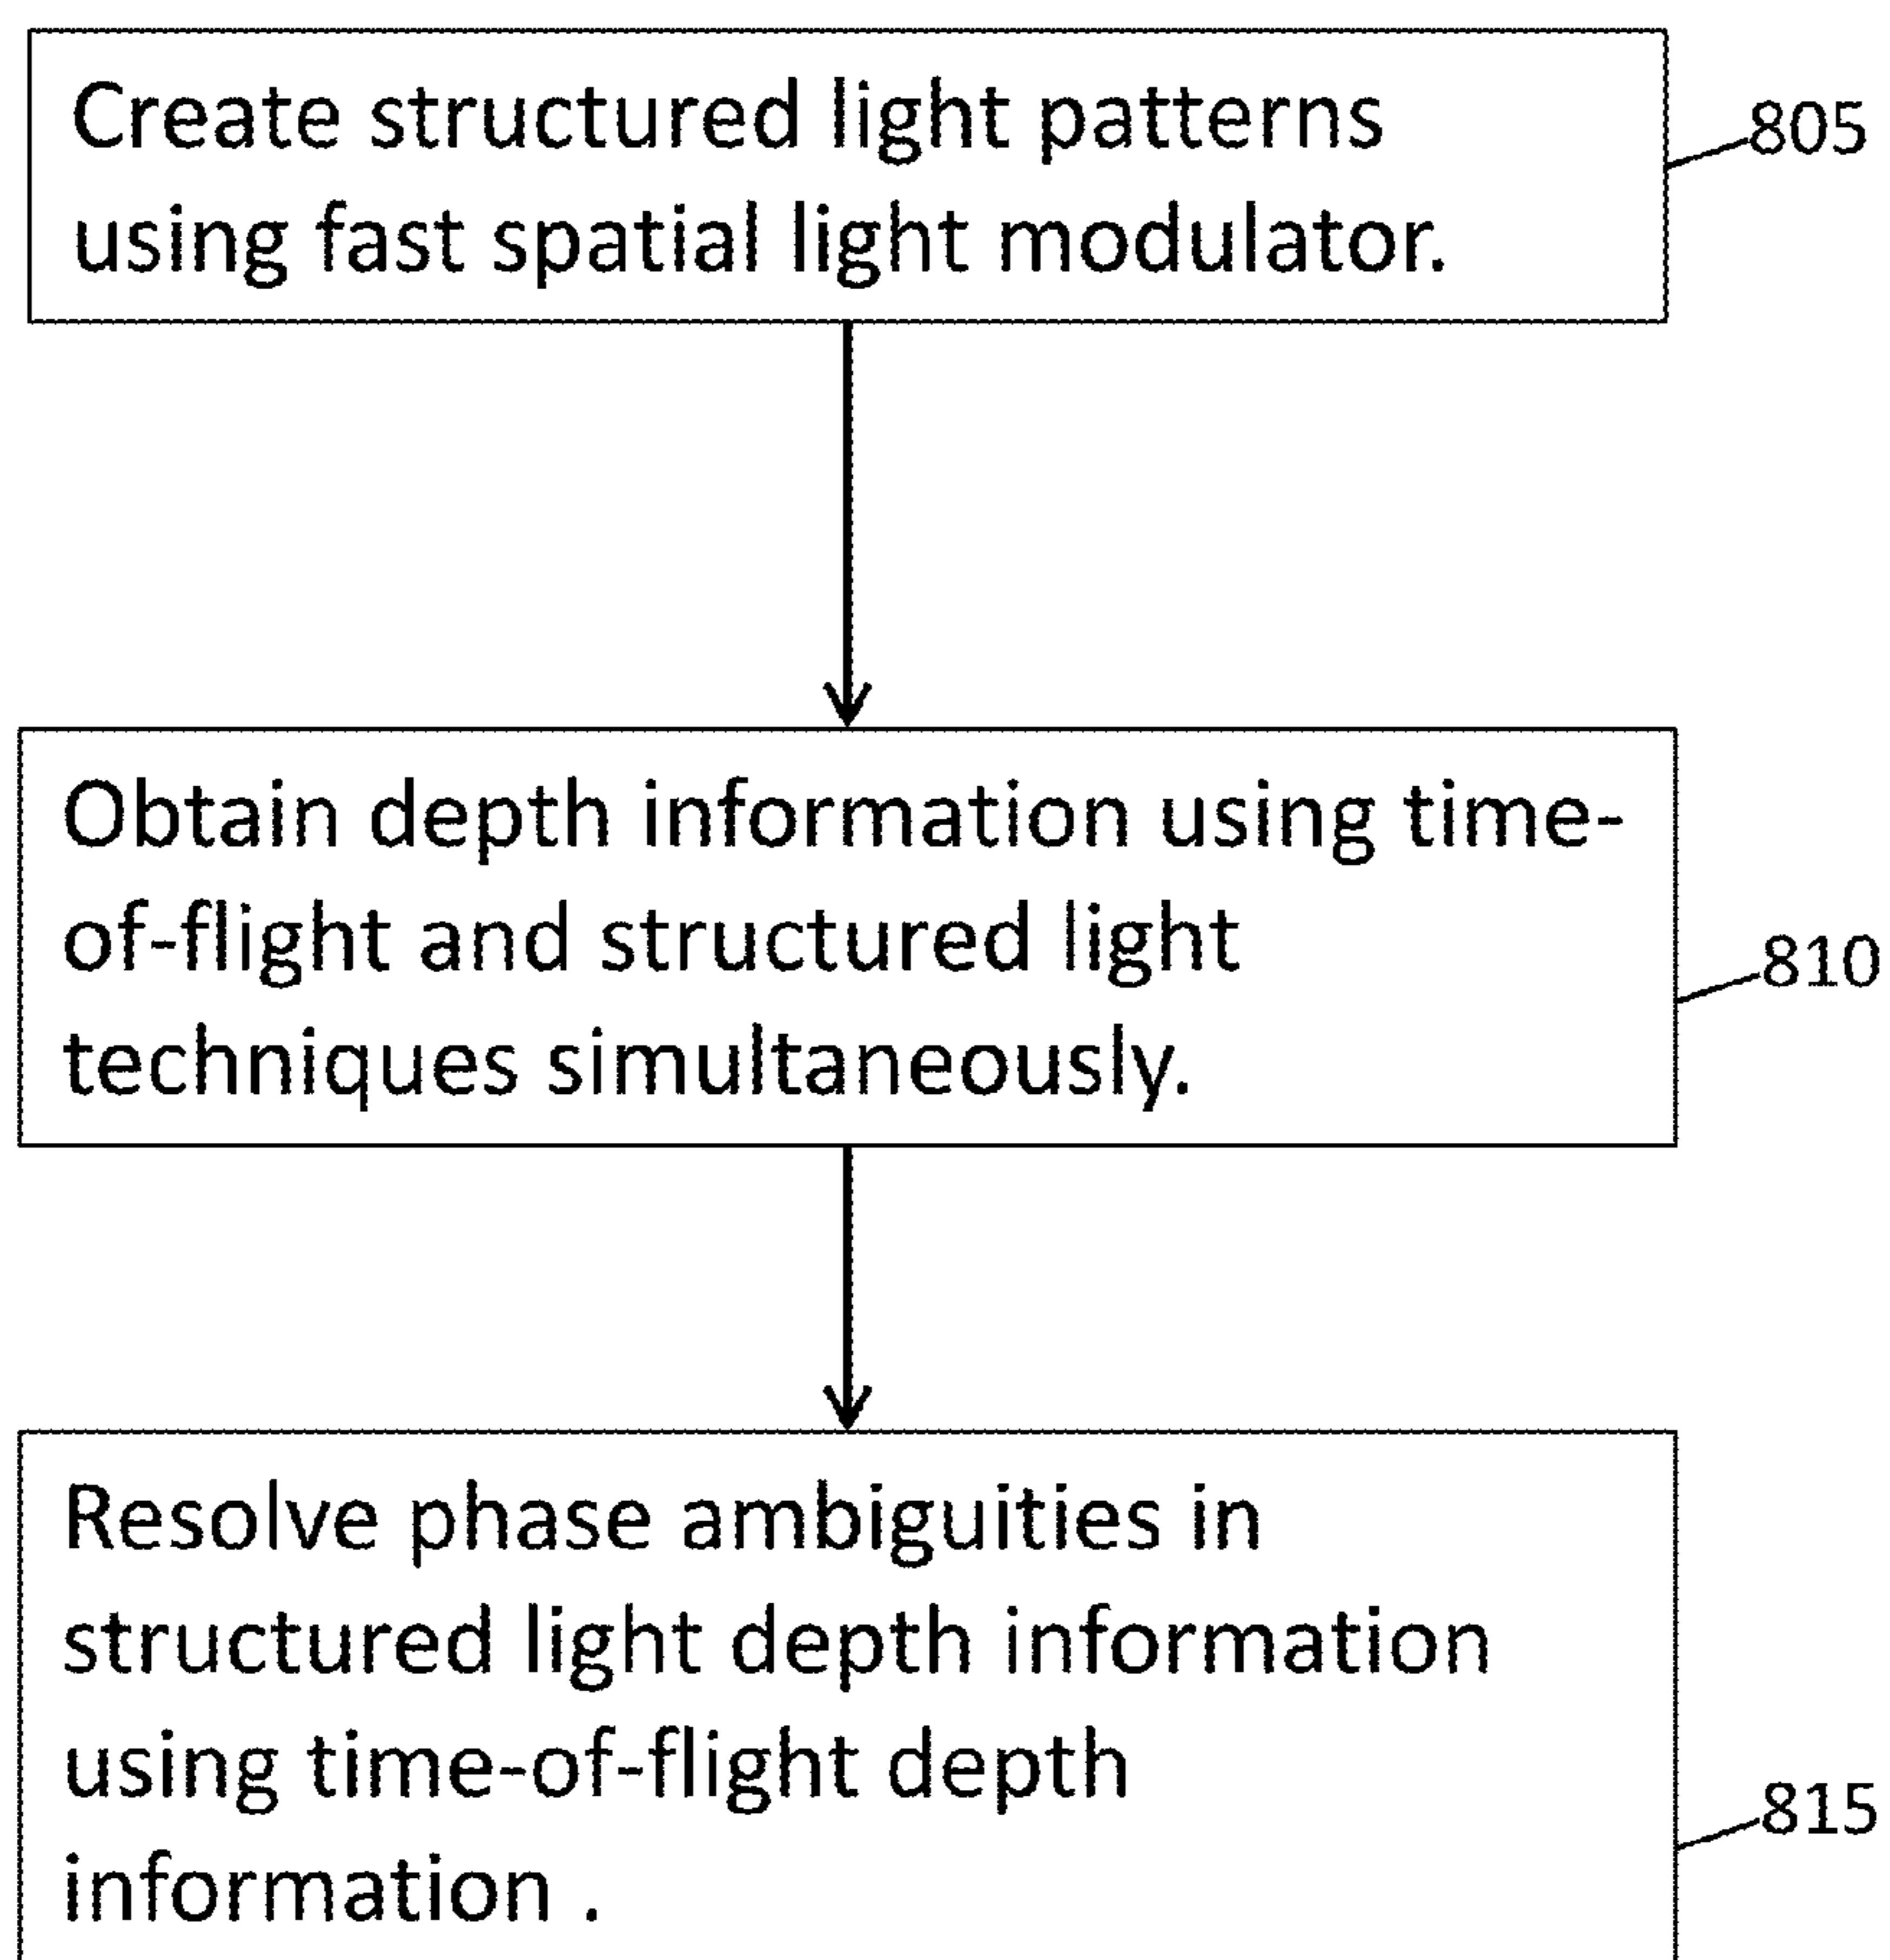 Create structured light patterns
using fast spatial light modulator.
805
Obtain depth information using time-
of-flight and structured light
techniques simultaneously.
810
Resolve phase ambiguities in
structured light depth information
using time-of-flight depth
information .
815